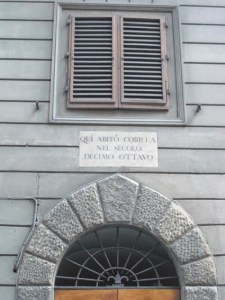 QUI ABITÒ CORILLA
NEL SECOLO
DECIMO OTTAVO